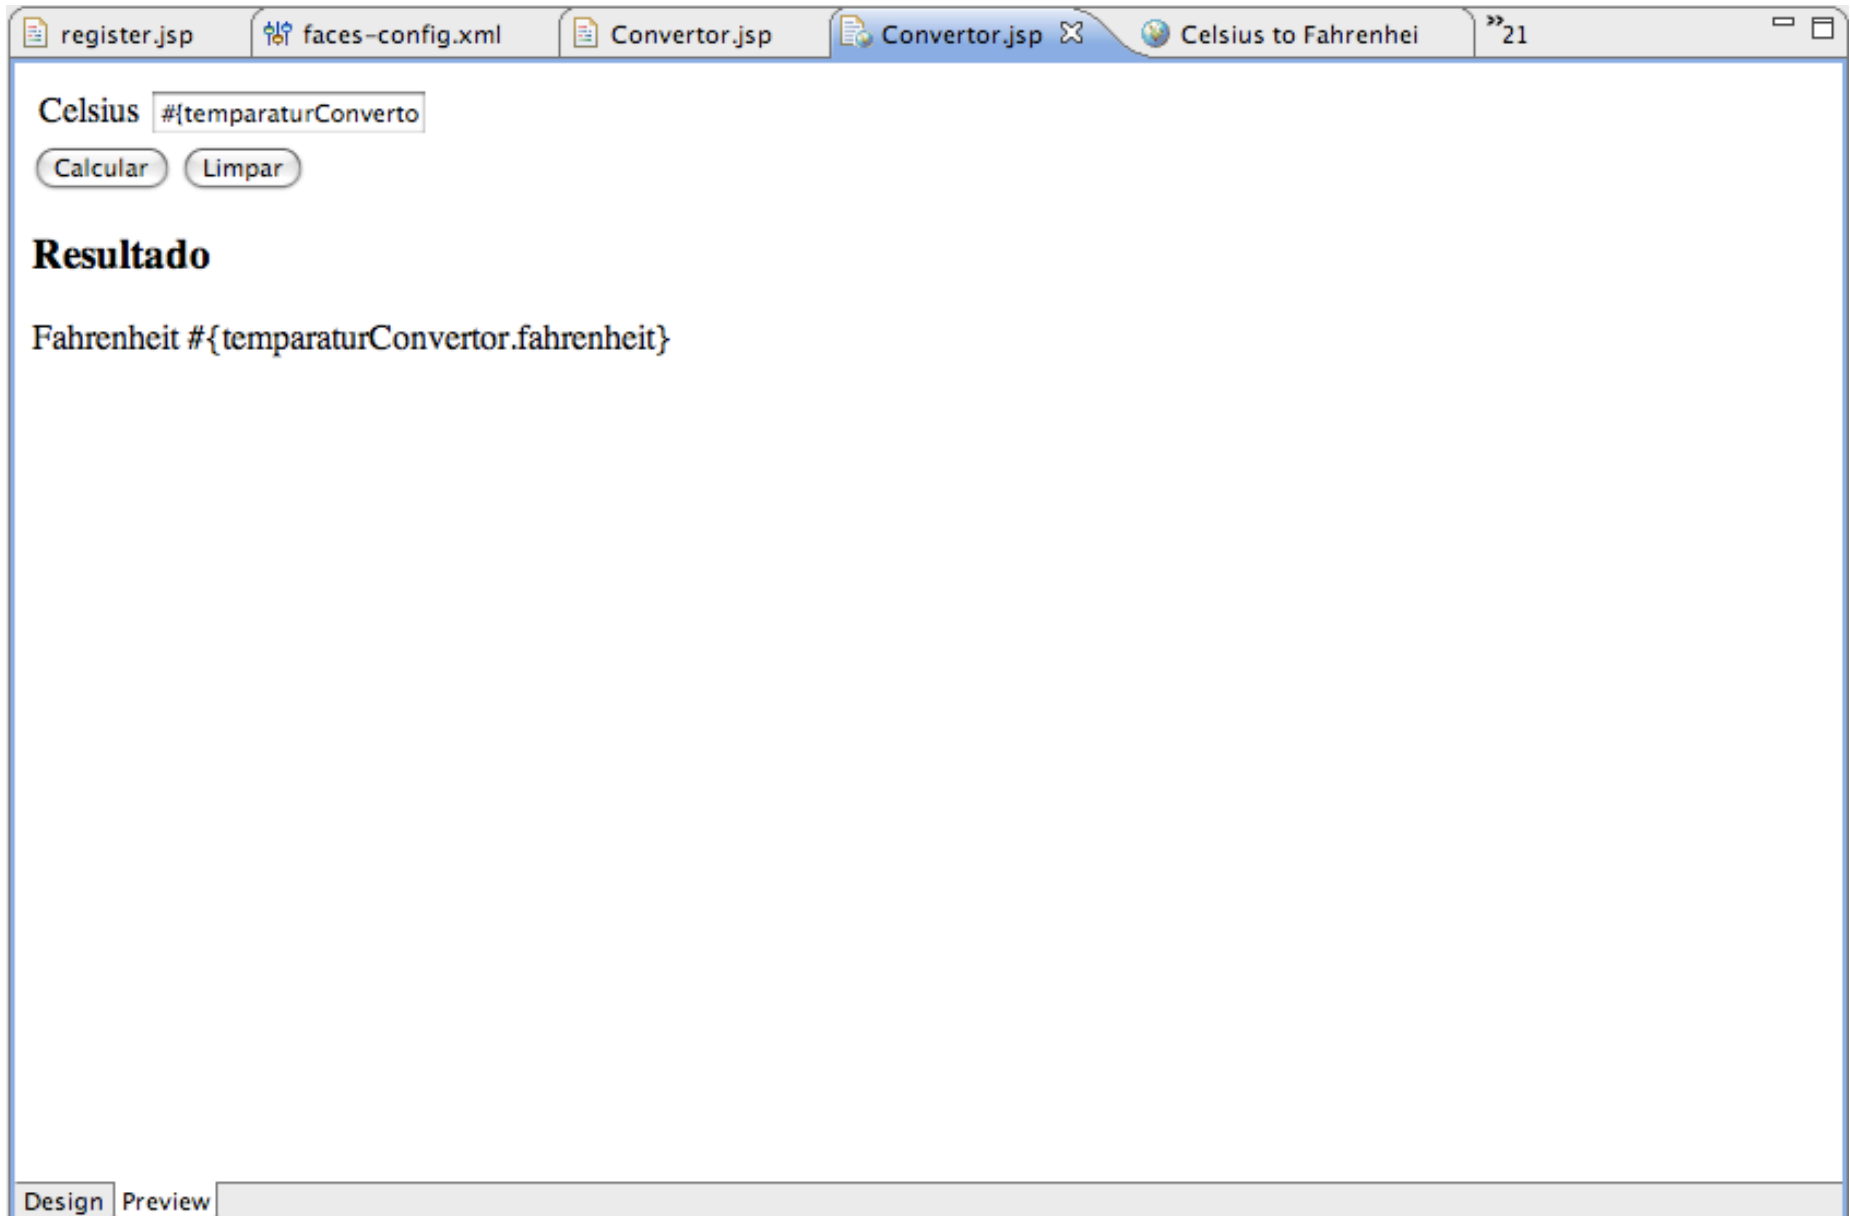 register.jsp faces-config.xml Convertor.jsp Convertor.jsp Celsius to Fahrenhei »21
Celsius #{temparaturConverto
Calcular Limpar
Resultado
Fahrenheit #{temparaturConvertor.fahrenheit}
Design Preview